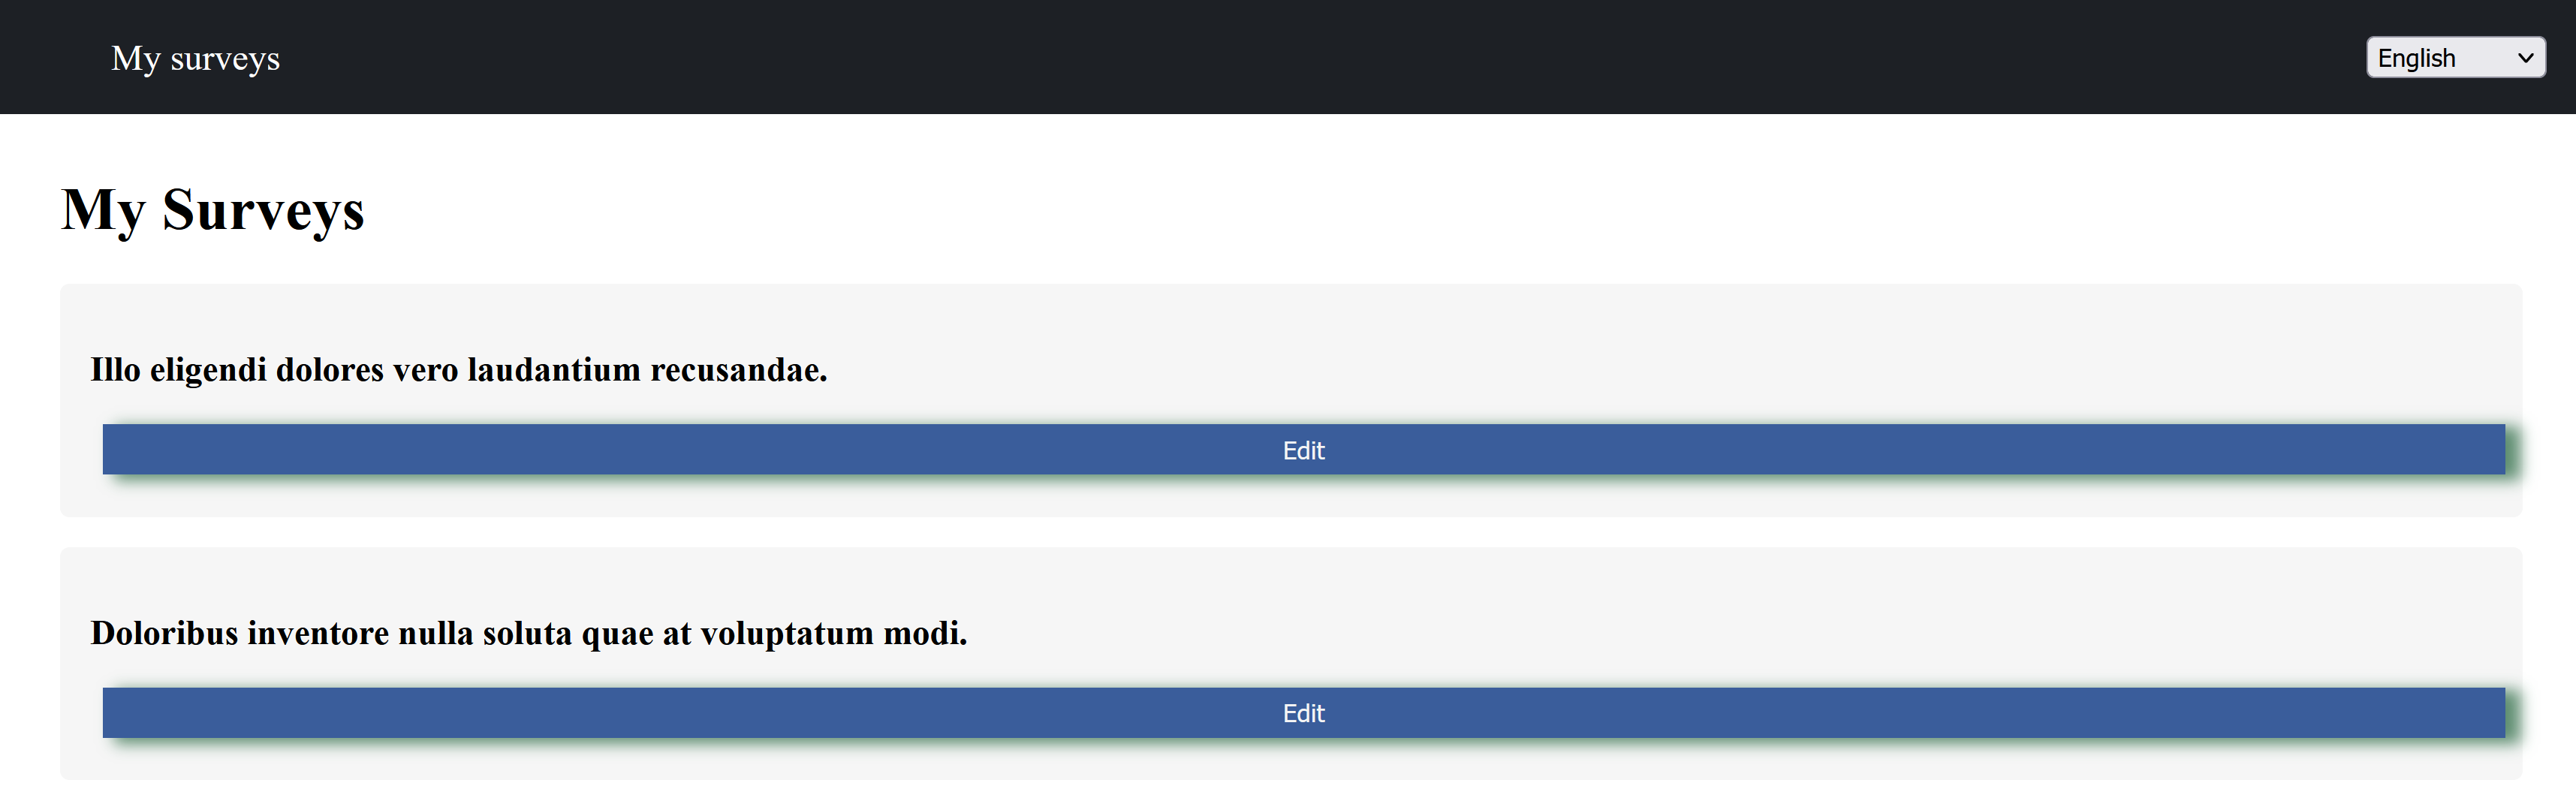 My surveys
English
My Surveys
Illo eligendi dolores vero laudantium recusandae.
Edit
Doloribus inventore nulla soluta quae at voluptatum modi.
Edit